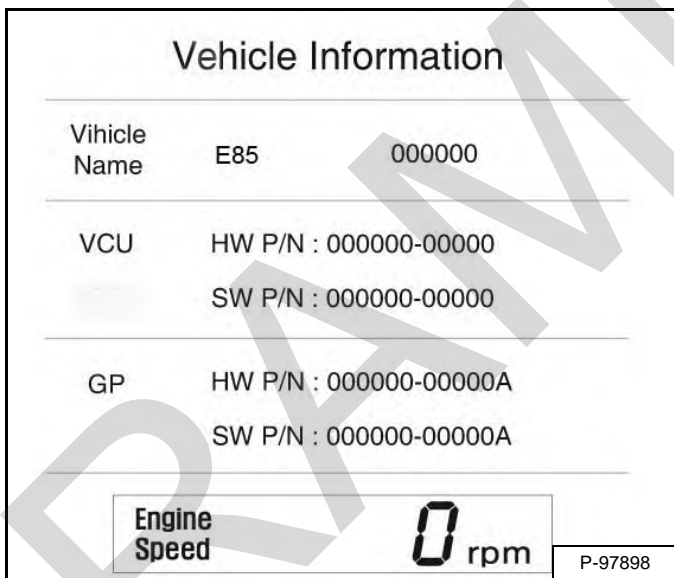 Vehicle Information
Vihicle
Name
E85 000000
VCU HW P/N : 000000-00000
SW P/N : 000000-00000
GP HW P/N : 000000-00000A
SW P/N : 000000-00000A
Engine
Speed
0 rpm
P-97898